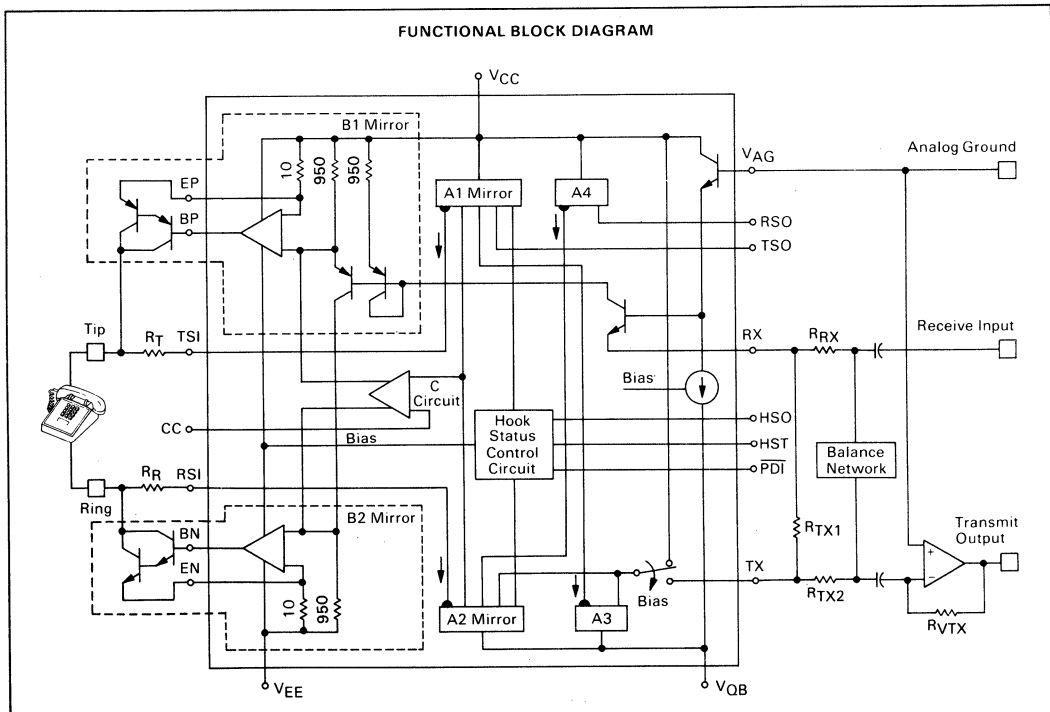 FUNCTIONAL BLOCK DIAGRAM
VCC
B1 Mirror
VAG
Analog Ground
10
950
950
EP
A1 Mirror
A4
BP
RSO
TSO
Tip
RT
TSI
RX
RRX
Receive Input
Bias
C
Circuit
CC
Bias
Hook
Status
Control
Circuit
HSO
HST
PDI
Balance
Network
RR
RSI
Ring
B2 Mirror
BN
EN
RTX1
Transmit
Output
TX
+
−
10
950
Bias
RTX2
A2 Mirror
A3
RVTX
VEE
VQB